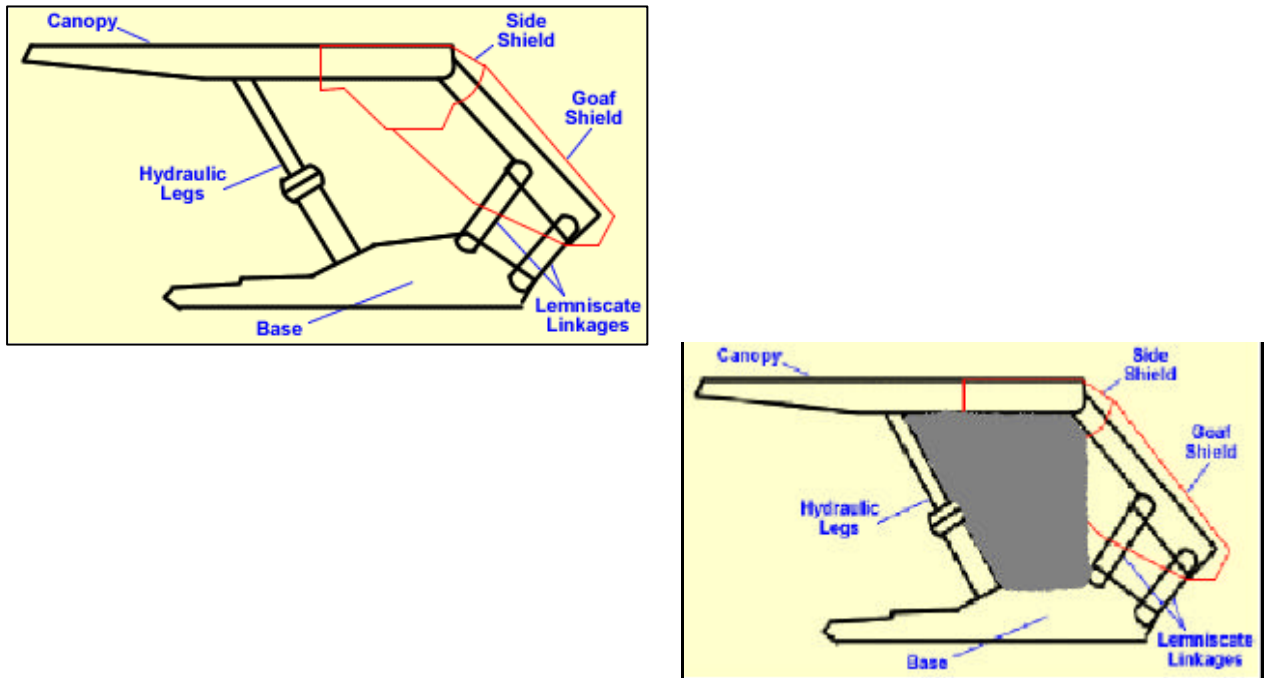 Canopy
Side
Shield
Goaf
Shield
Hydraulic
Legs
Lemniscate
Linkages
Base
Canopy
Side
Shield
Goaf
Shield
Hydraulic
Legs
Lemniscate
Linkages
Base